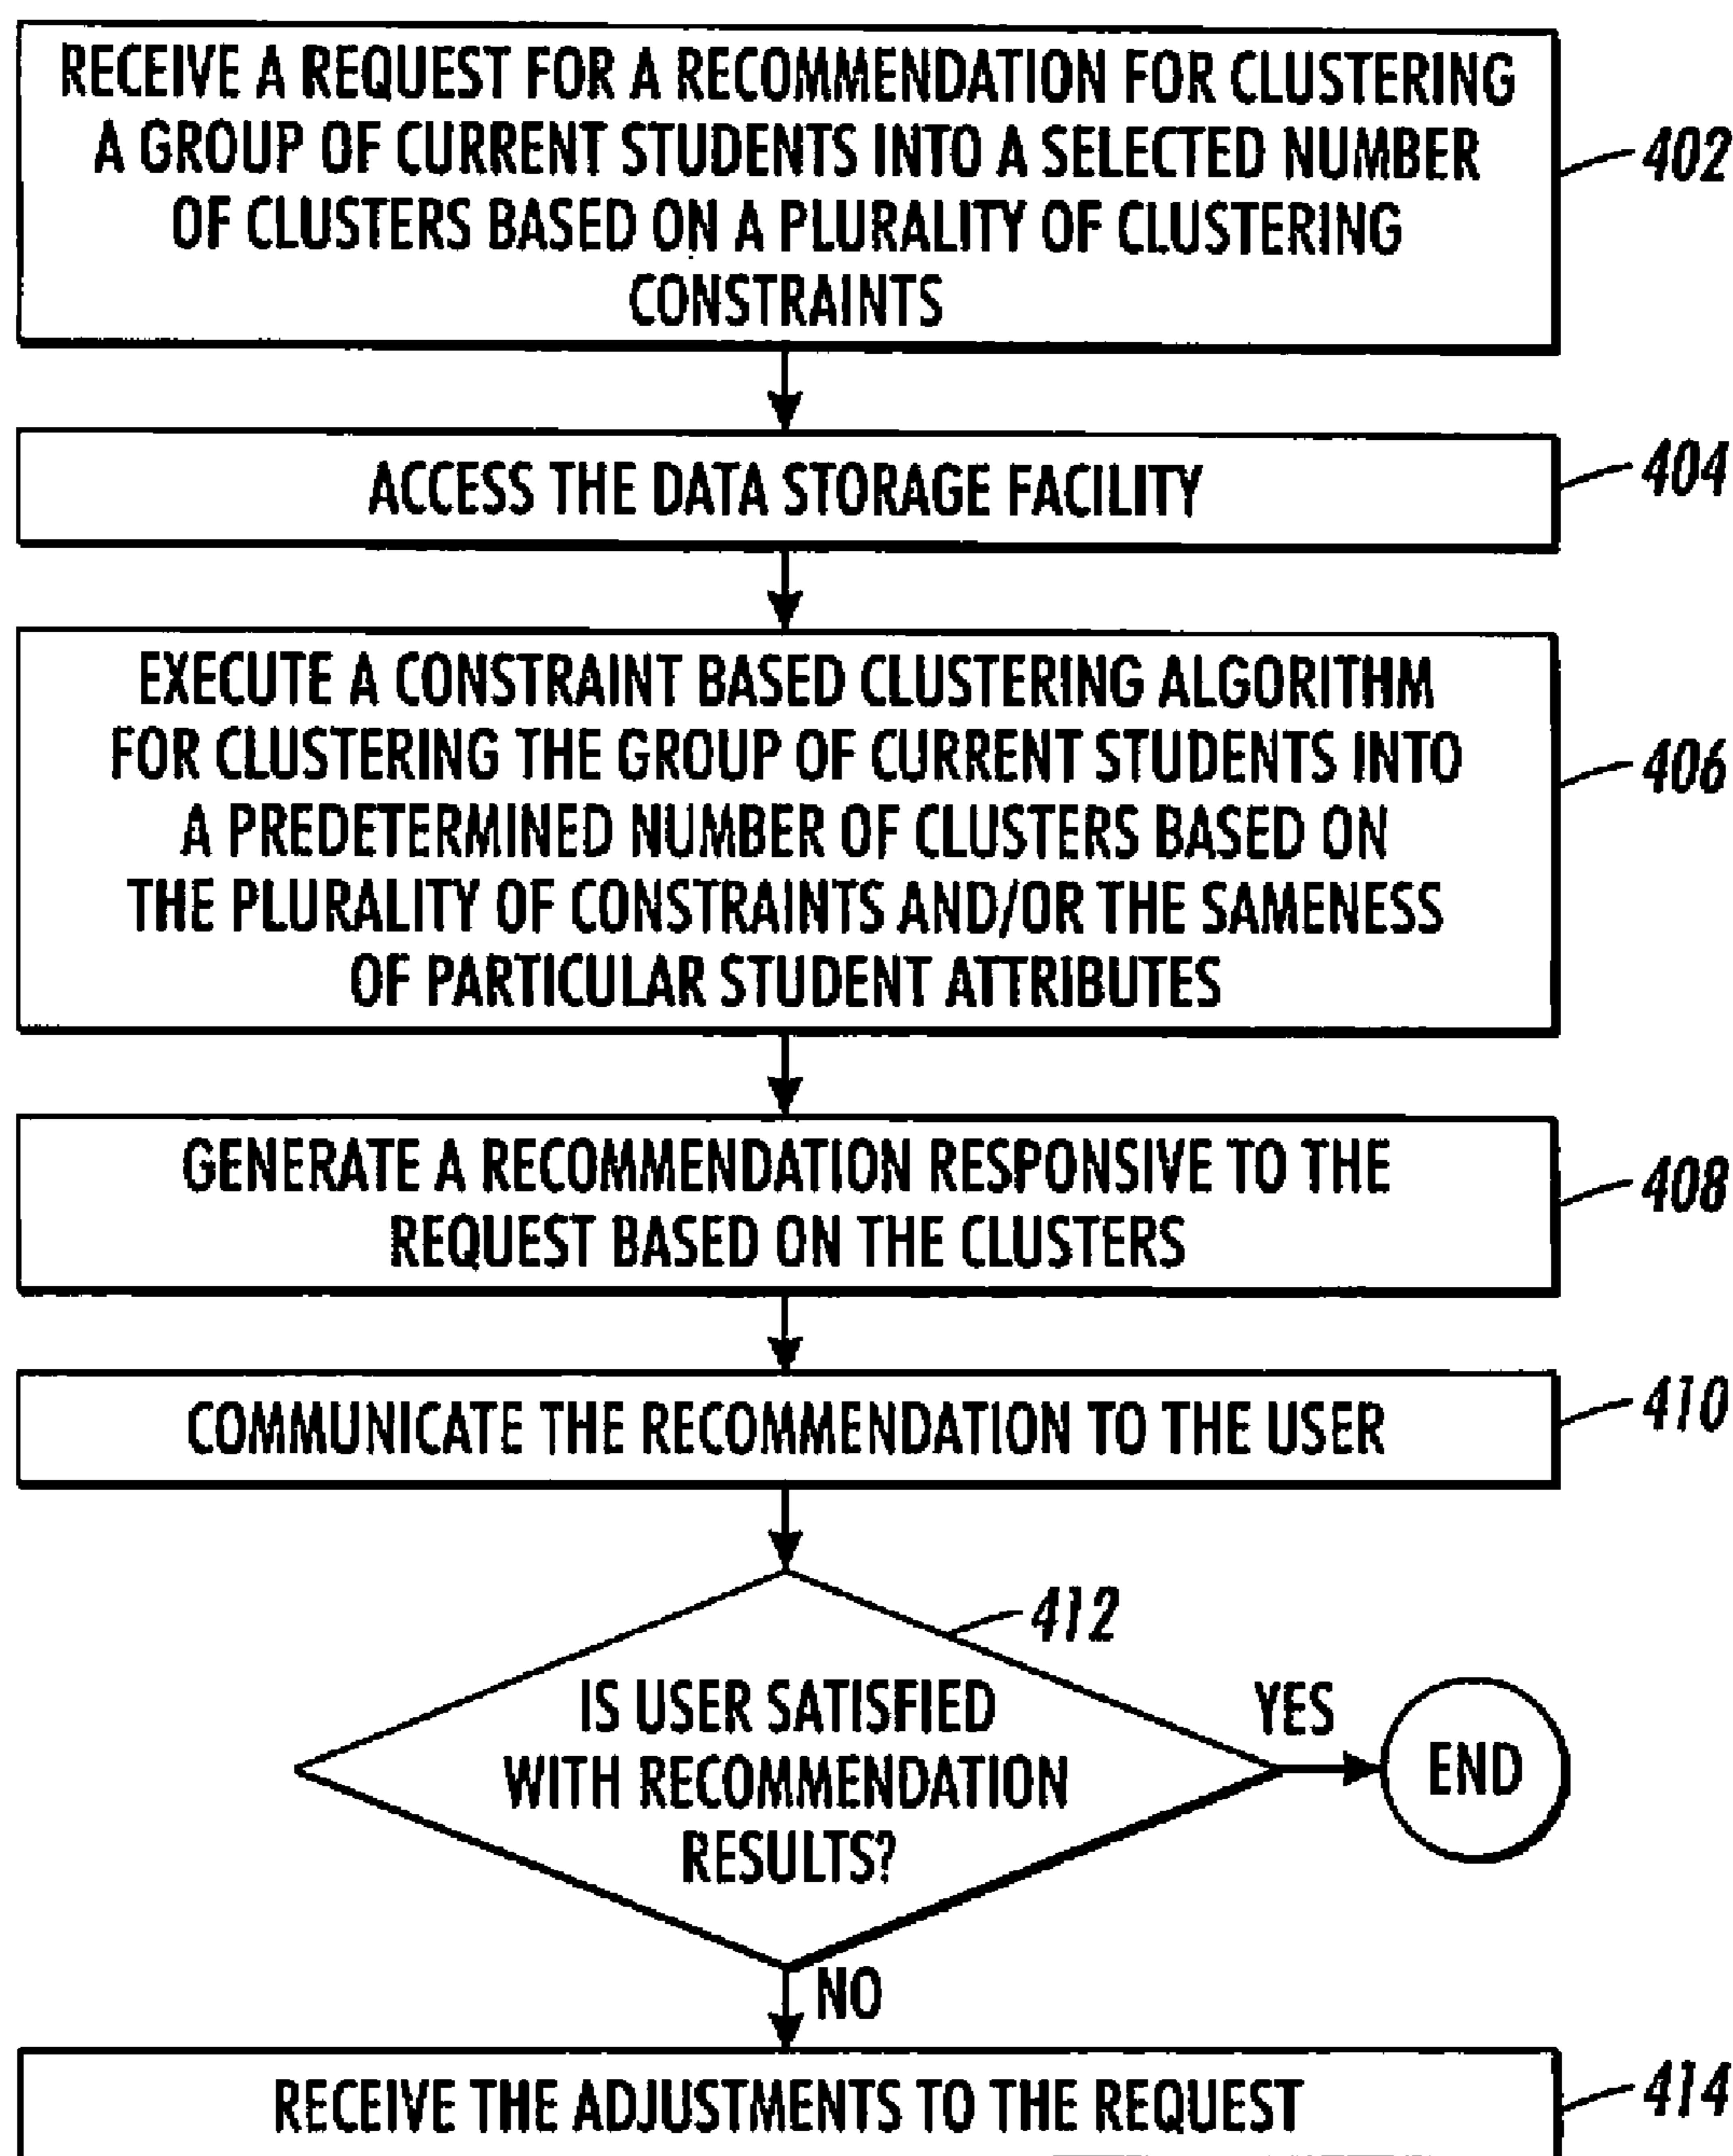 RECEIVE A REQUEST FOR A RECOMMENDATION FOR CLUSTERING
A GROUP OF CURRENT STUDENTS INTO A SELECTED NUMBER
OF CLUSTERS BASED ON A PLURALITY OF CLUSTERING
CONSTRAINTS
402
ACCESS THE DATA STORAGE FACILITY
404
EXECUTE A CONSTRAINT BASED CLUSTERING ALGORITHM
FOR CLUSTERING THE GROUP OF CURRENT STUDENTS INTO
A PREDETERMINED NUMBER OF CLUSTERS BASED ON
THE PLURALITY OF CONSTRAINTS AND/OR THE SAMENESS
OF PARTICULAR STUDENT ATTRIBUTES
406
GENERATE A RECOMMENDATION RESPONSIVE TO THE
REQUEST BASED ON THE CLUSTERS
408
COMMUNICATE THE RECOMMENDATION TO THE USER
410
412
IS USER SATISFIED
WITH RECOMMENDATION
RESULTS?
YES
END
NO
RECEIVE THE ADJUSTMENTS TO THE REQUEST
414